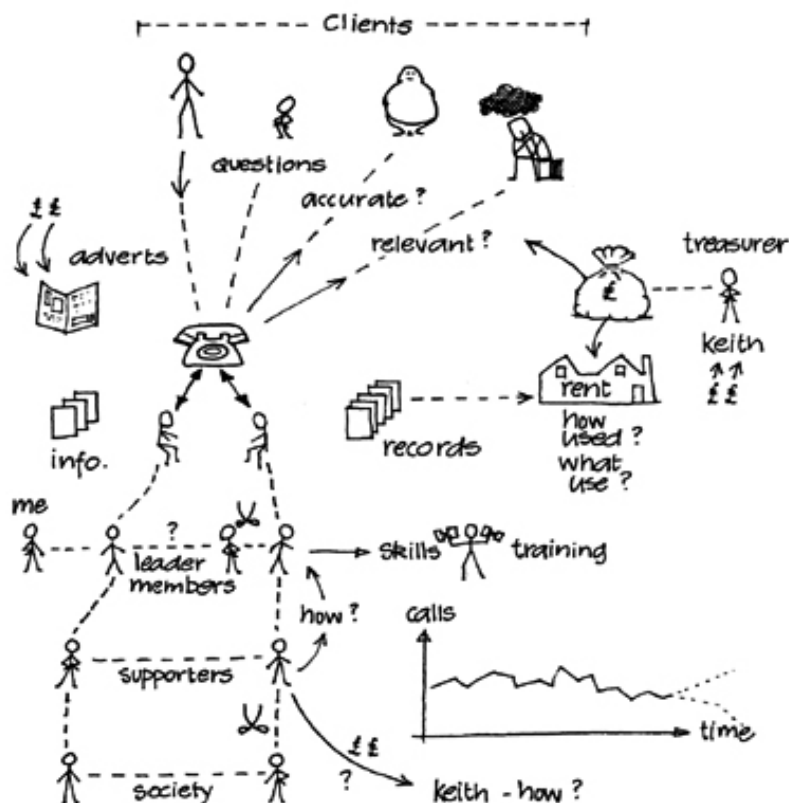 Clients
questions
accurate ?
relevant ?
££
adverts
treasurer
£
keith
££
rent
how
used ?
what
use ?
info.
records
me
?
leader
members
skills
training
how ?
supporters
calls
time
££
?
society
keith - how ?